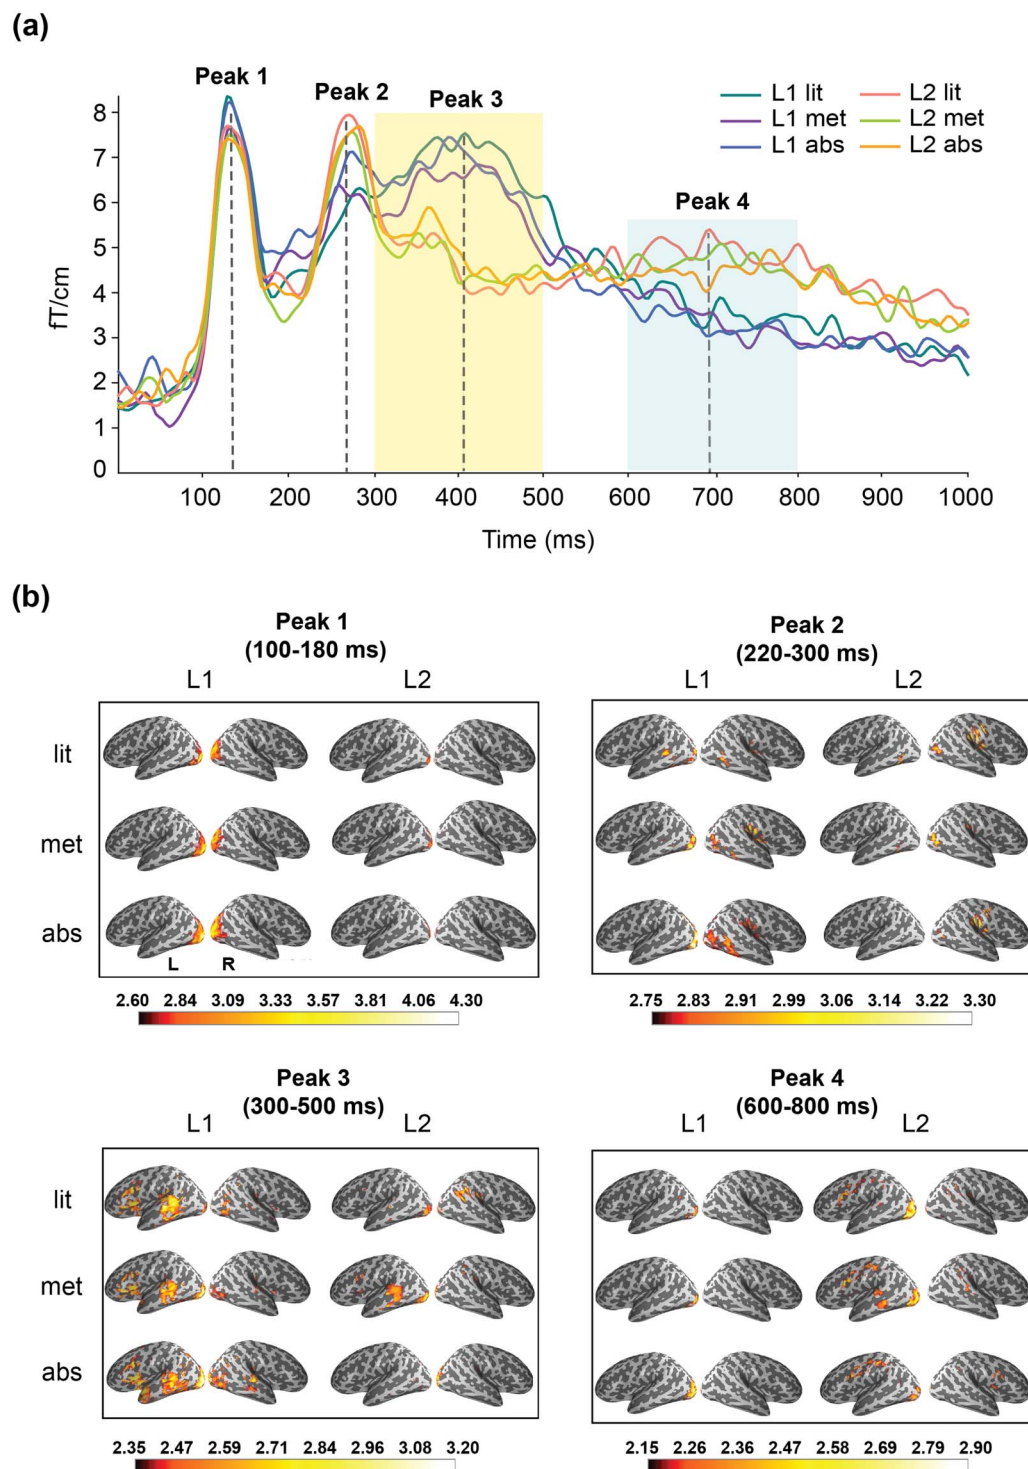 (a)
Peak 1
Peak 2
Peak 3
Peak 4
L1 lit L2 lit
L1 met L2 met
L1 abs L2 abs
8
7
6
5
4
3
2
1
0
fT/cm
100 200 300 400 500 600 700 800 900 1000
Time (ms)
(b)
Peak 1
(100-180 ms)
L1 L2
lit
met
abs
L R
2.60 2.84 3.09 3.33 3.57 3.81 4.06 4.30
Peak 2
(220-300 ms)
L1 L2
2.75 2.83 2.91 2.99 3.06 3.14 3.22 3.30
Peak 3
(300-500 ms)
L1 L2
lit
met
abs
2.35 2.47 2.59 2.71 2.84 2.96 3.08 3.20
Peak 4
(600-800 ms)
L1 L2
2.15 2.26 2.36 2.47 2.58 2.69 2.79 2.90